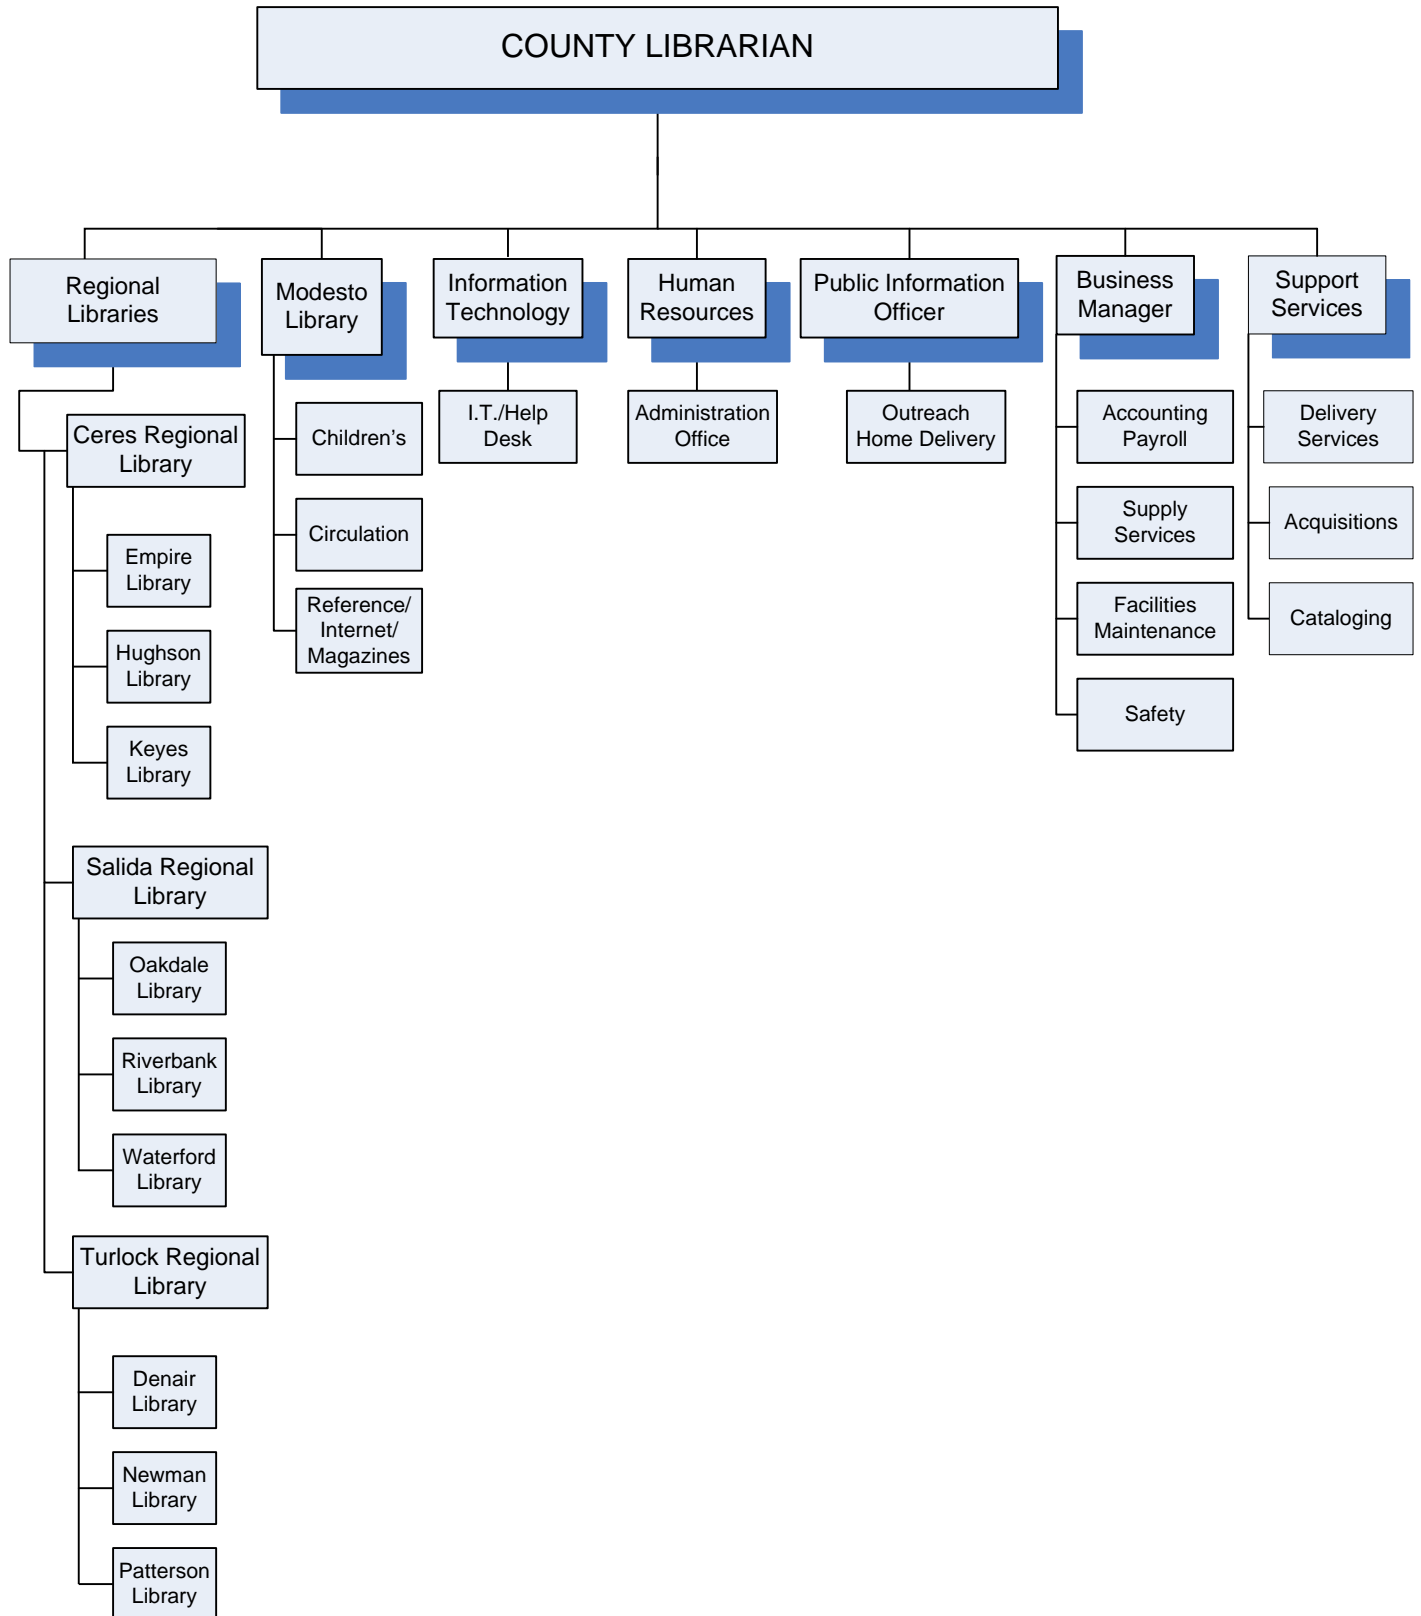 COUNTY LIBRARIAN
Regional
Libraries
Modesto
Library
Information
Technology
Human
Resources
Public Information
Officer
Business
Manager
Support
Services
Ceres Regional
Library
Empire
Library
Hughson
Library
Keyes
Library
Salida Regional
Library
Oakdale
Library
Riverbank
Library
Waterford
Library
Turlock Regional
Library
Denair
Library
Newman
Library
Patterson
Library
Children’s
Circulation
Reference/
Internet/
Magazines
I.T./Help
Desk
Administration
Office
Outreach
Home Delivery
Accounting
Payroll
Supply
Services
Facilities
Maintenance
Safety
Delivery
Services
Acquisitions
Cataloging